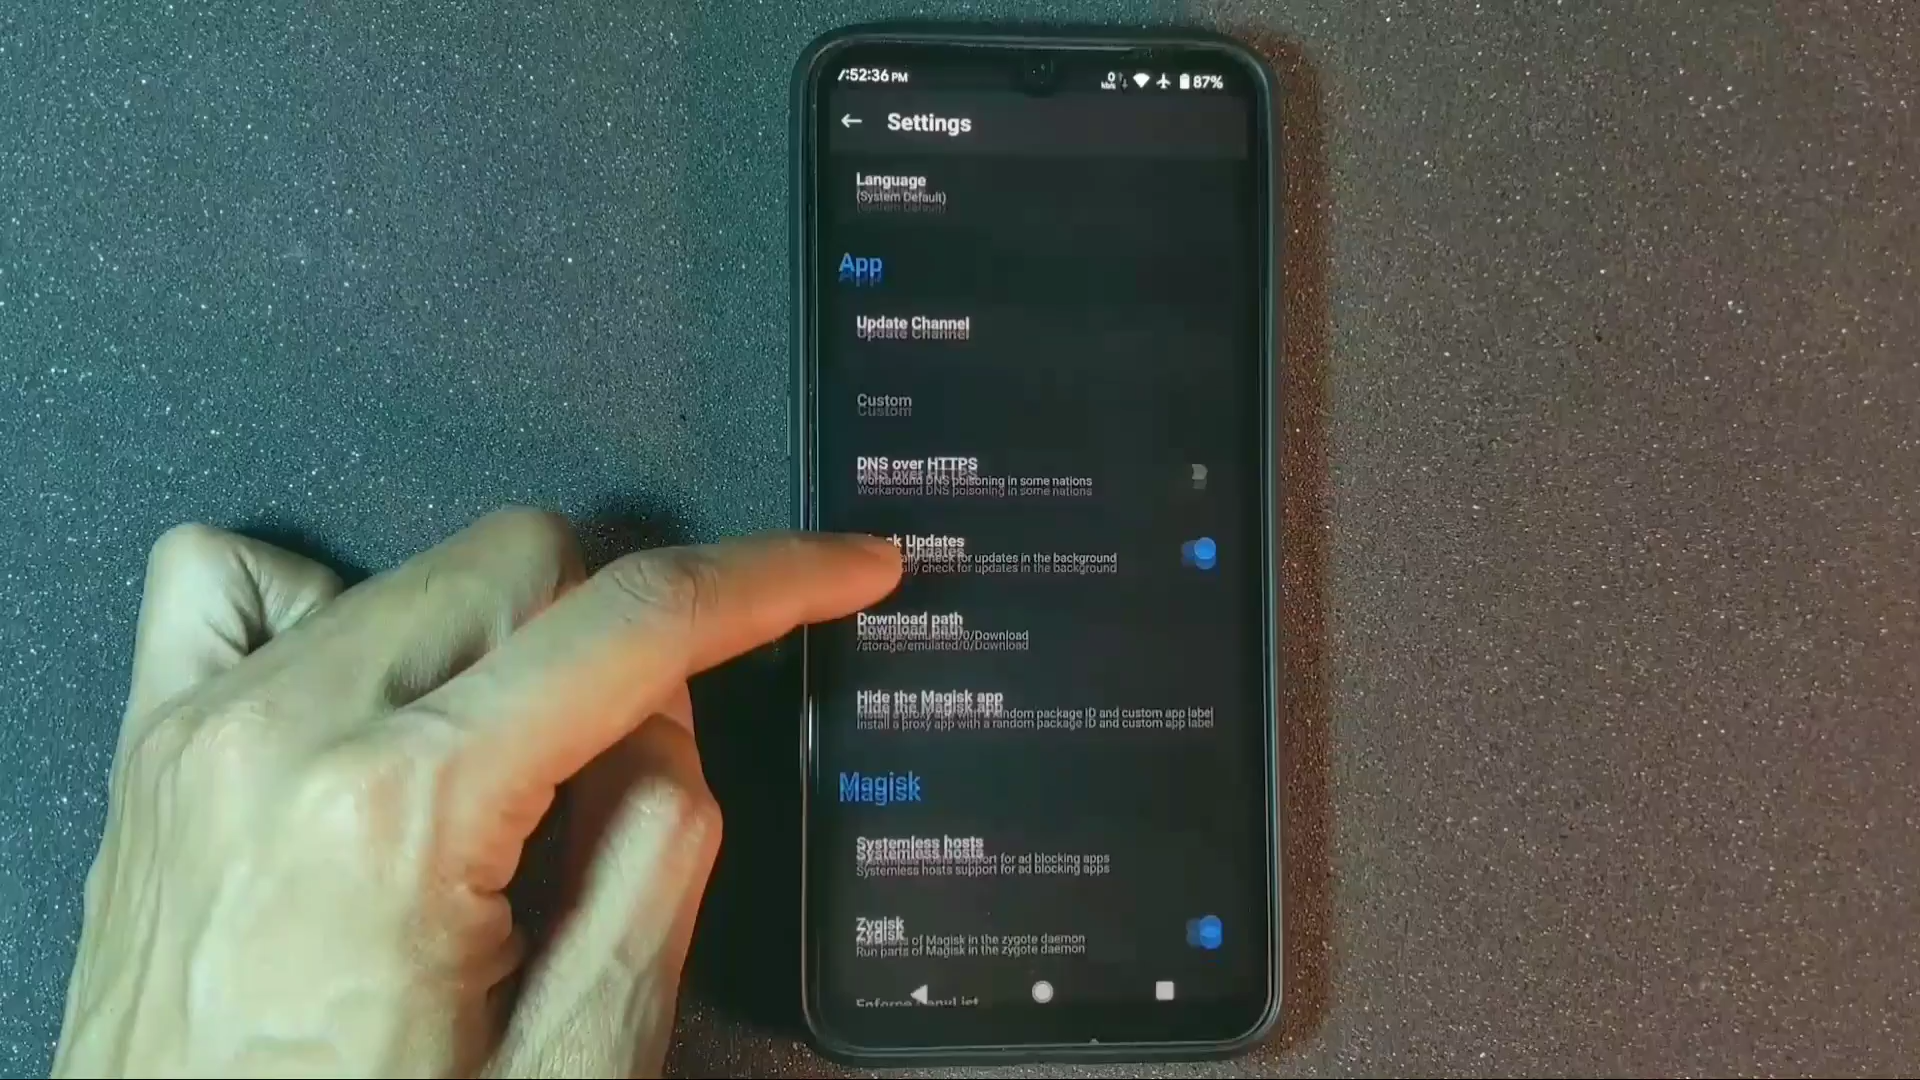 :52:36 PM
87%
Settings
Language
(System Default)
App
Update Channel
Custom
DNS over HTTPS
Workaround DNS poisoning in some nations
Updates
check for updates in the background
Download path
/storage/emulated/0/Download
Hide the Magisk app
Install a proxy app with a random package ID and custom app label
Magisk
Systemless hosts
Systemless hosts support for ad blocking apps
Zygisk
Run parts of Magisk in the zygote daemon